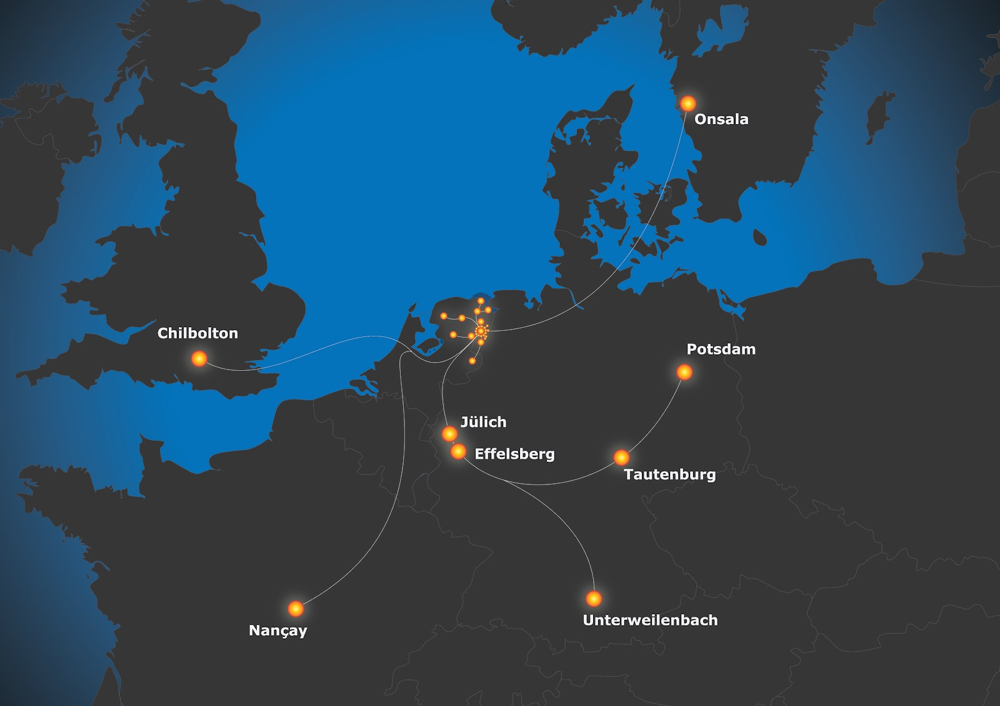 Onsala
Chilbolton
Potsdam
Jülich
Effelsberg
Tautenburg
Unterweilenbach
Nançay